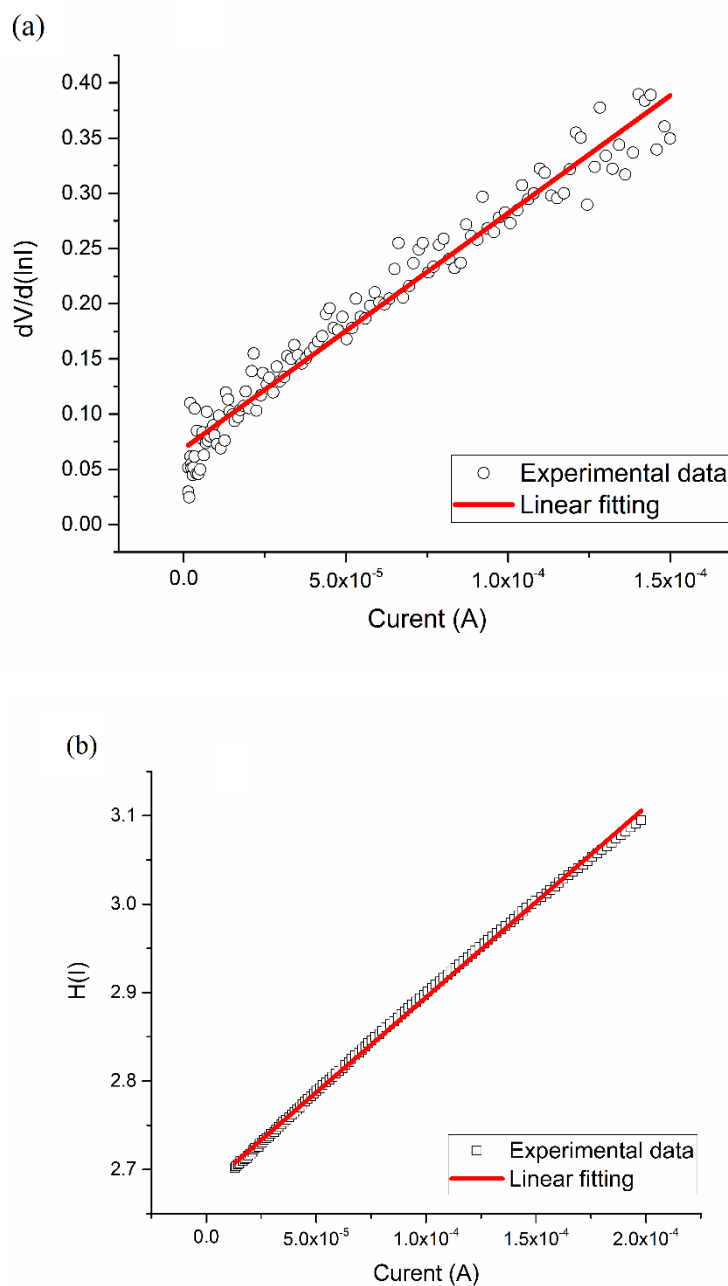 (a)
0.40
0.35
0.30
0.25
0.20
0.15
0.10
0.05
0.00
dV/d(lnI)
Experimental data
Linear fitting
0.0 5.0x10⁻⁵ 1.0x10⁻⁴ 1.5x10⁻⁴
Curent (A)
(b)
3.1
3.0
2.9
2.8
2.7
H(I)
Experimental data
Linear fitting
0.0 5.0x10⁻⁵ 1.0x10⁻⁴ 1.5x10⁻⁴ 2.0x10⁻⁴
Curent (A)